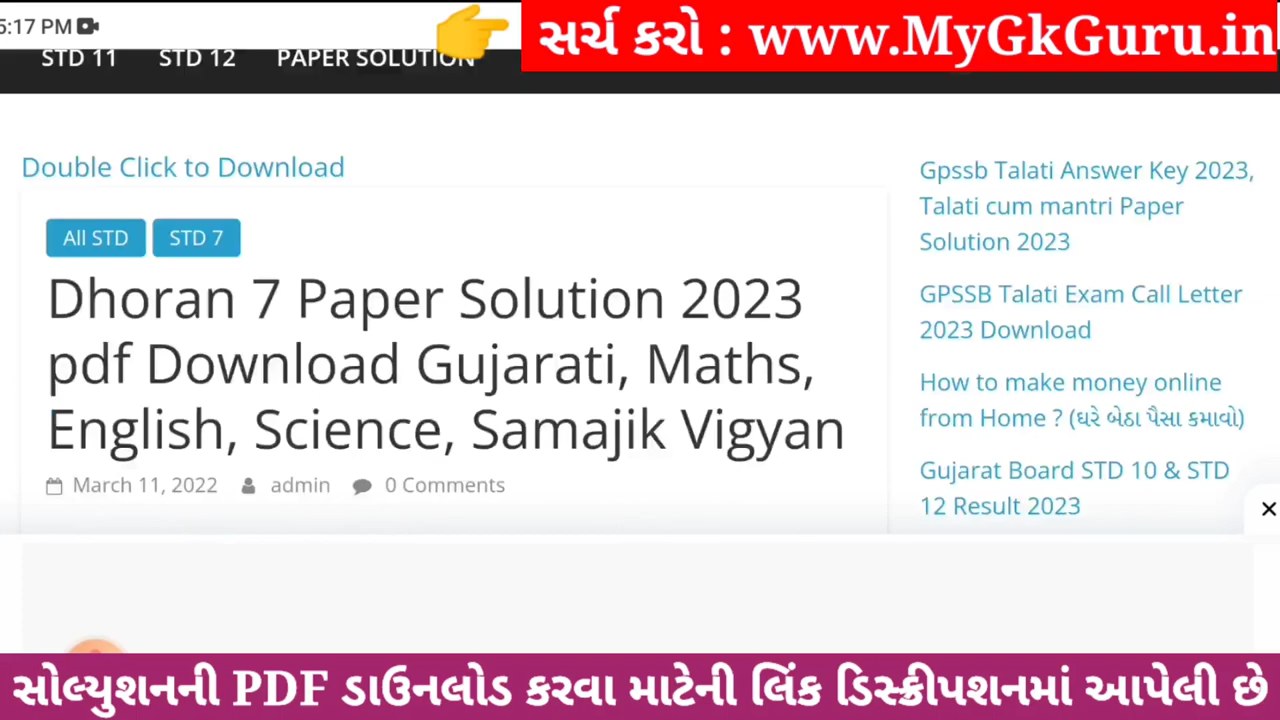 5:17 PM
સર્ચ કરો : www.MyGkGuru.in
STD 11 STD 12 PAPER SOLUTION
Double Click to Download
All STD STD 7
Dhoran 7 Paper Solution 2023
pdf Download Gujarati, Maths,
English, Science, Samajik Vigyan
March 11, 2022 admin 0 Comments
Gpssb Talati Answer Key 2023,
Talati cum mantri Paper
Solution 2023
GPSSB Talati Exam Call Letter
2023 Download
How to make money online
from Home ? (ઘરે બેઠા પૈસા કમાવો)
Gujarat Board STD 10 & STD
12 Result 2023
સોલ્યુશનની PDF ડાઉનલોડ કરવા માટેની લિંક ડિસ્ક્રીપશનમાં આપેલી છે